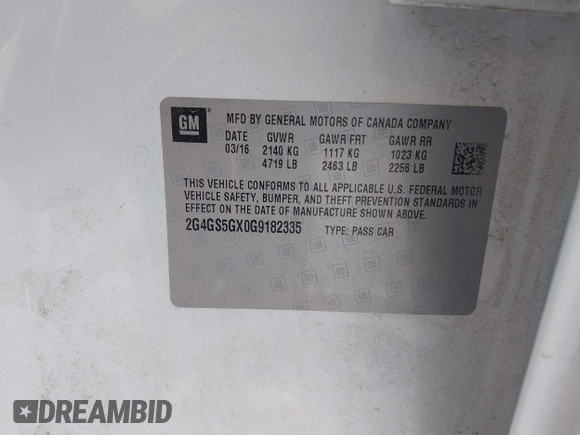 GM
MFD BY GENERAL MOTORS OF CANADA COMPANY
DATE GVWR GAWR FRT GAWR RR
03/16 2140 KG 1117 KG 1023 KG
4719 LB 2463 LB 2256 LB
THIS VEHICLE CONFORMS TO ALL APPLICABLE U.S. FEDERAL MOTOR
VEHICLE SAFETY, BUMPER, AND THEFT PREVENTION STANDARDS IN
EFFECT ON THE DATE OF MANUFACTURE SHOWN ABOVE.
2G4GS5GX0G9182335 TYPE: PASS CAR
DREAMBID